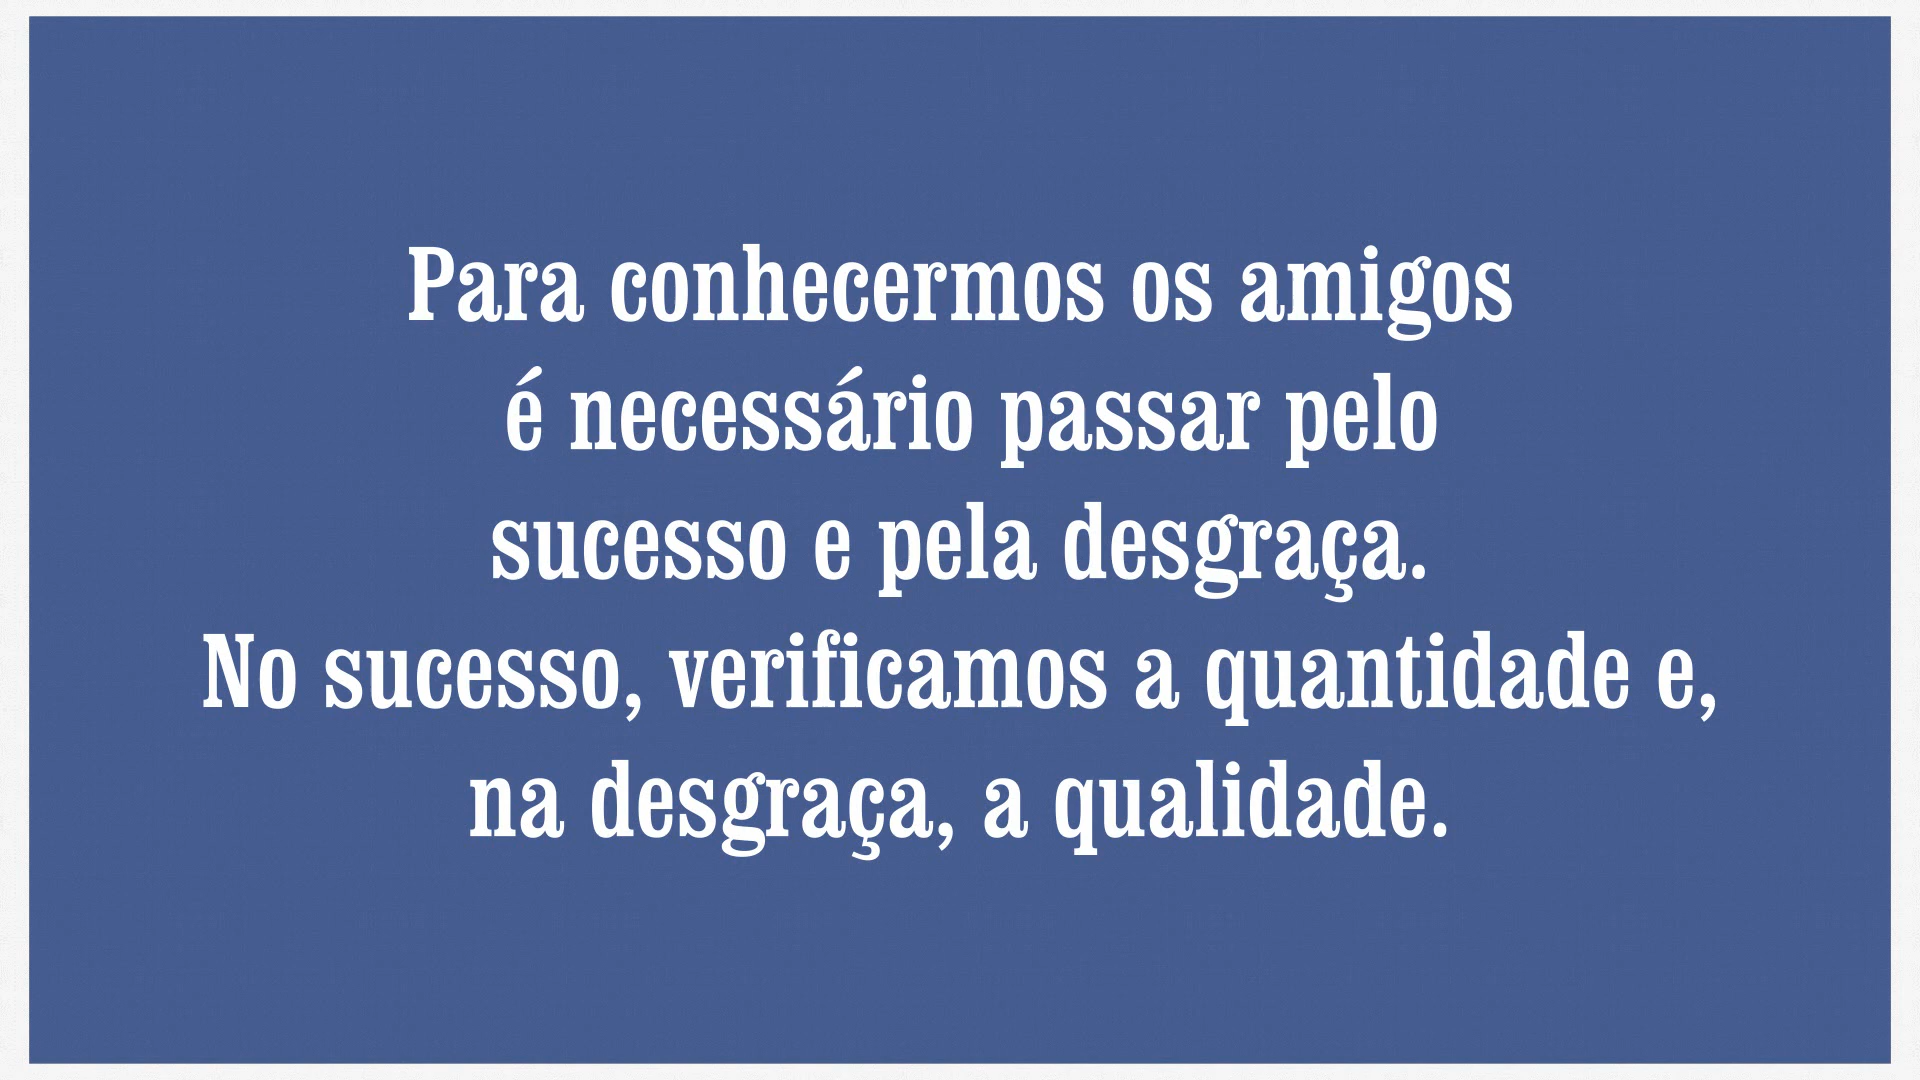 Para conhecermos os amigos
é necessário passar pelo
sucesso e pela desgraça.
No sucesso, verificamos a quantidade e,
na desgraça, a qualidade.